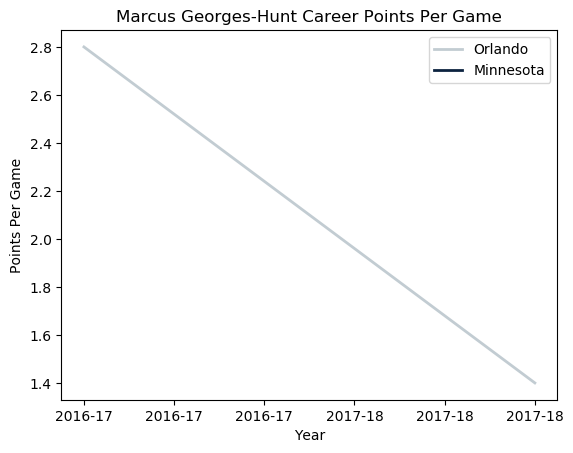 Marcus Georges-Hunt Career Points Per Game
Orlando
Minnesota
2.8
2.6
2.4
2.2
2.0
1.8
1.6
1.4
Points Per Game
2016-17 2016-17 2016-17 2017-18 2017-18 2017-18
Year